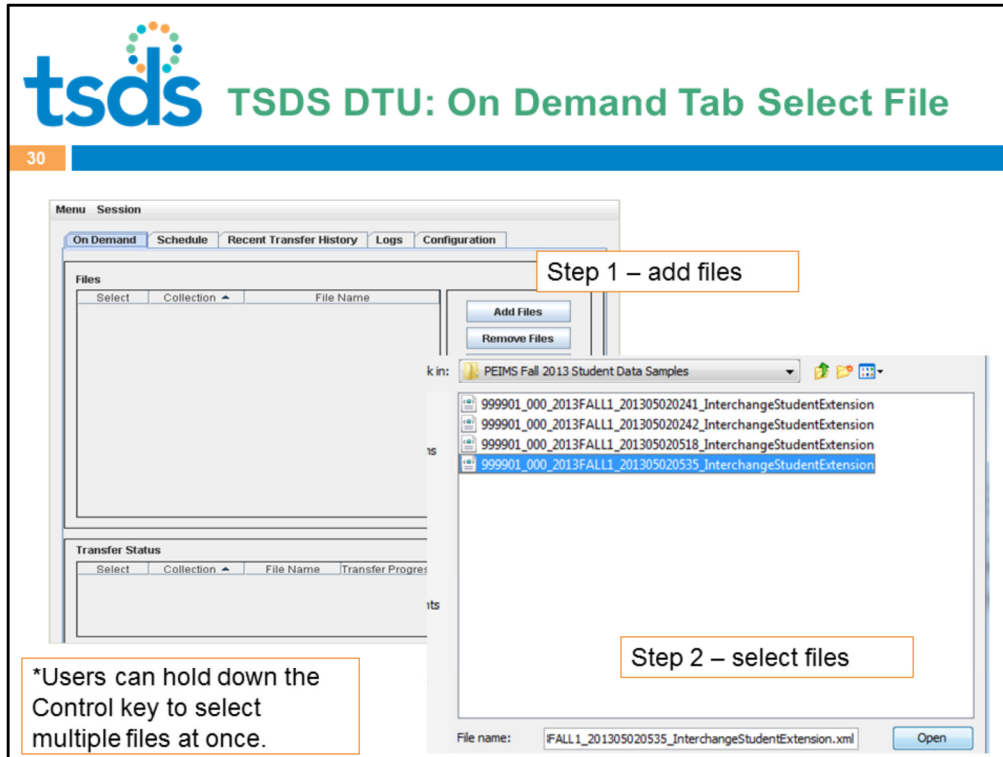 tsds
TSDS DTU: On Demand Tab Select File
30
Menu Session
On Demand Schedule Recent Transfer History Logs Configuration
Step 1 – add files
Files
Select Collection File Name
Add Files
Remove Files
k in: PEIMS Fall 2013 Student Data Samples
999901_000_2013FALL1_201305020241_InterchangeStudentExtension
999901_000_2013FALL1_201305020242_InterchangeStudentExtension
999901_000_2013FALL1_201305020518_InterchangeStudentExtension
ns
999901_000_2013FALL1_201305020535_InterchangeStudentExtension
Transfer Status
Select Collection File Name Transfer Progres
nts
Step 2 – select files
*Users can hold down the
Control key to select
multiple files at once.
File name: FALL1_201305020535_InterchangeStudentExtension.xml Open